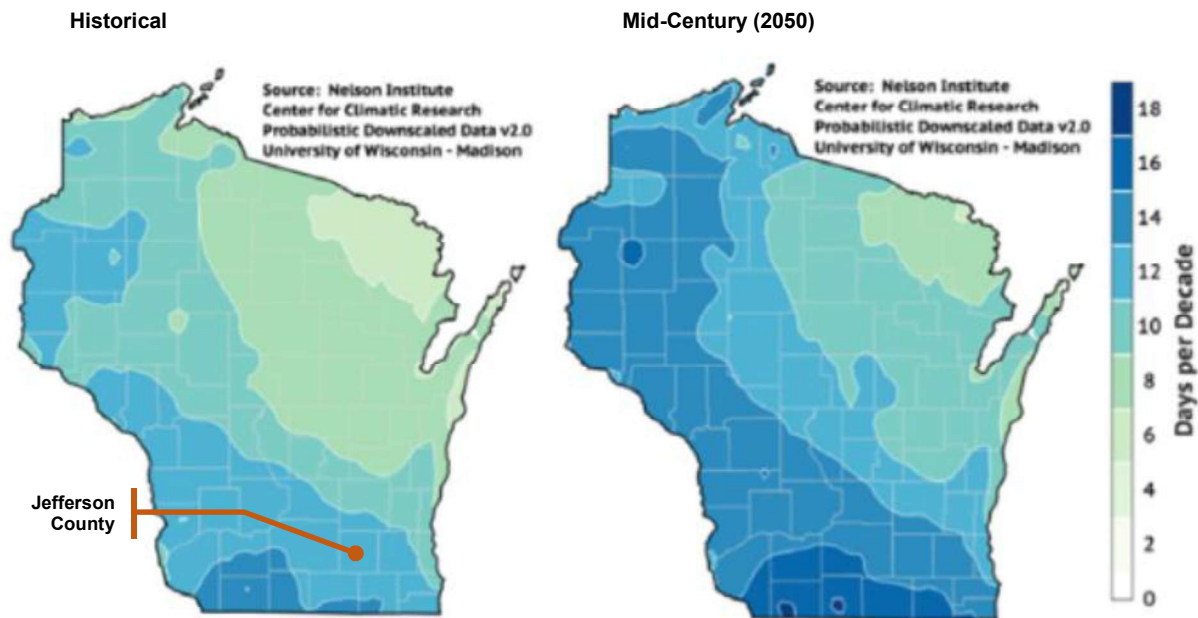 Historical
Mid-Century (2050)
Source: Nelson Institute
Center for Climatic Research
Probabilistic Downscaled Data v2.0
University of Wisconsin - Madison
Source: Nelson Institute
Center for Climatic Research
Probabilistic Downscaled Data v2.0
University of Wisconsin - Madison
18
16
14
12
10
8
6
4
2
0
Days per Decade
Jefferson
County